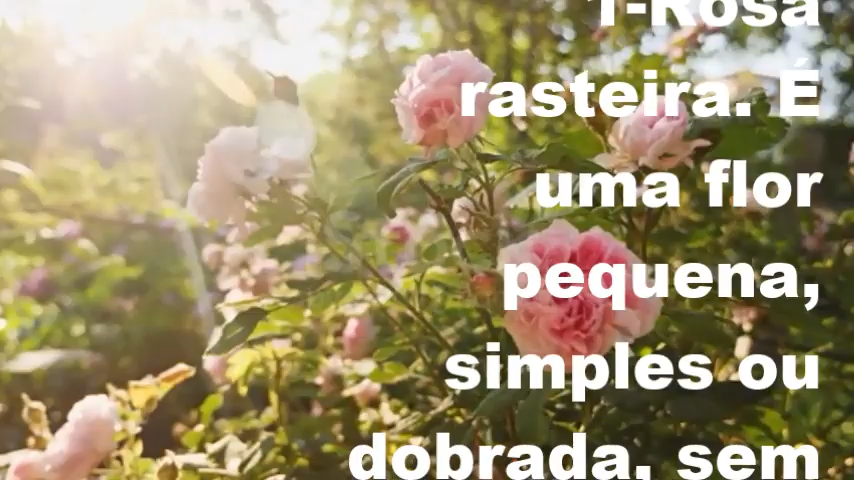 1-Rosa
rasteira. É
uma flor
pequena,
simples ou
dobrada, sem